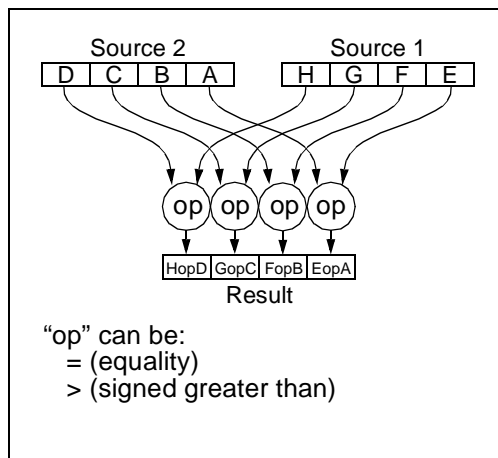 Source 2 Source 1
D C B A H G F E
op op op op
HopD GopC FopB EopA
Result
“op” can be:
= (equality)
> (signed greater than)